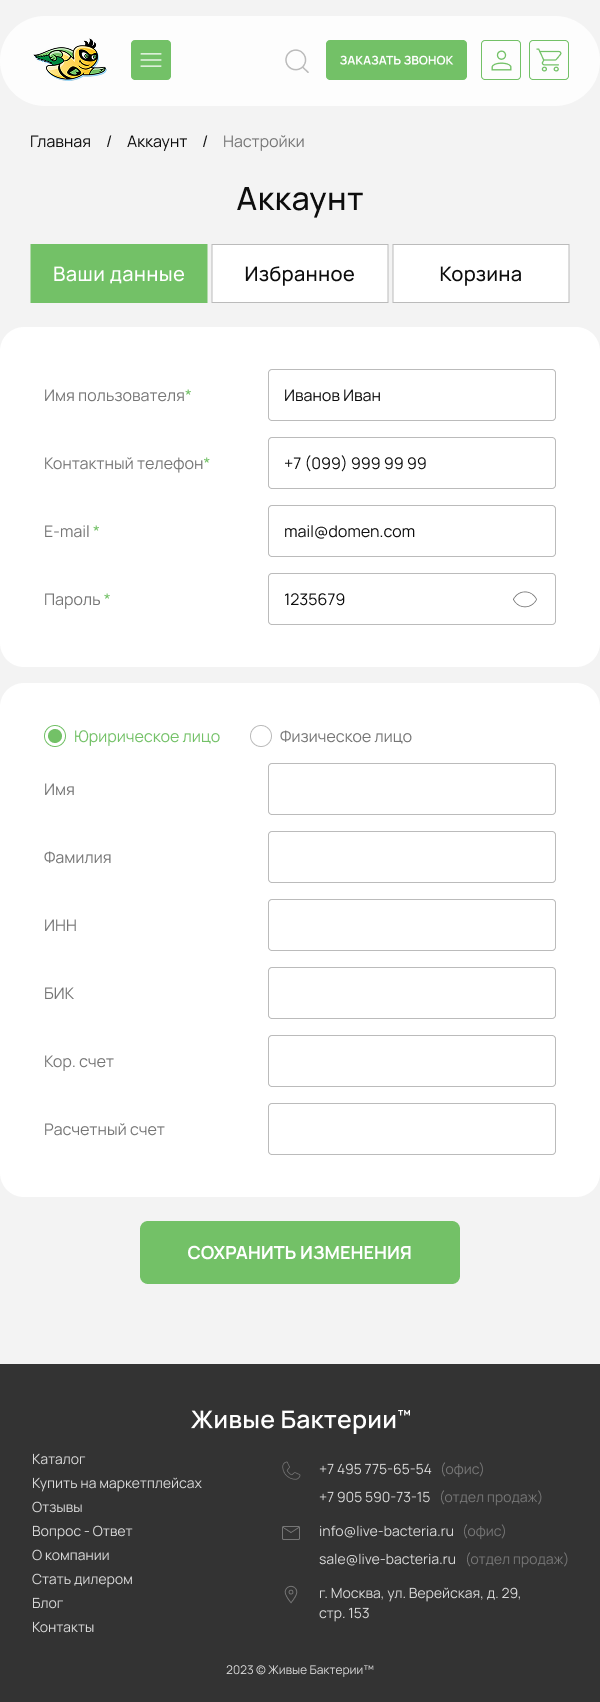 ЗАКАЗАТЬ ЗВОНОК
Главная / Аккаунт / Настройки
Аккаунт
Ваши данные Избранное Корзина
Имя пользователя* Иванов Иван
Контактный телефон* +7 (099) 999 99 99
E-mail * mail@domen.com
Пароль * 1235679
Юририческое лицо Физическое лицо
Имя
Фамилия
ИНН
БИК
Кор. счет
Расчетный счет
СОХРАНИТЬ ИЗМЕНЕНИЯ
Живые Бактерии™
Каталог
Купить на маркетплейсах
Отзывы
Вопрос - Ответ
О компании
Стать дилером
Блог
Контакты
+7 495 775-65-54 (офис)
+7 905 590-73-15 (отдел продаж)
info@live-bacteria.ru (офис)
sale@live-bacteria.ru (отдел продаж)
г. Москва, ул. Верейская, д. 29,
стр. 153
2023 © Живые Бактерии™